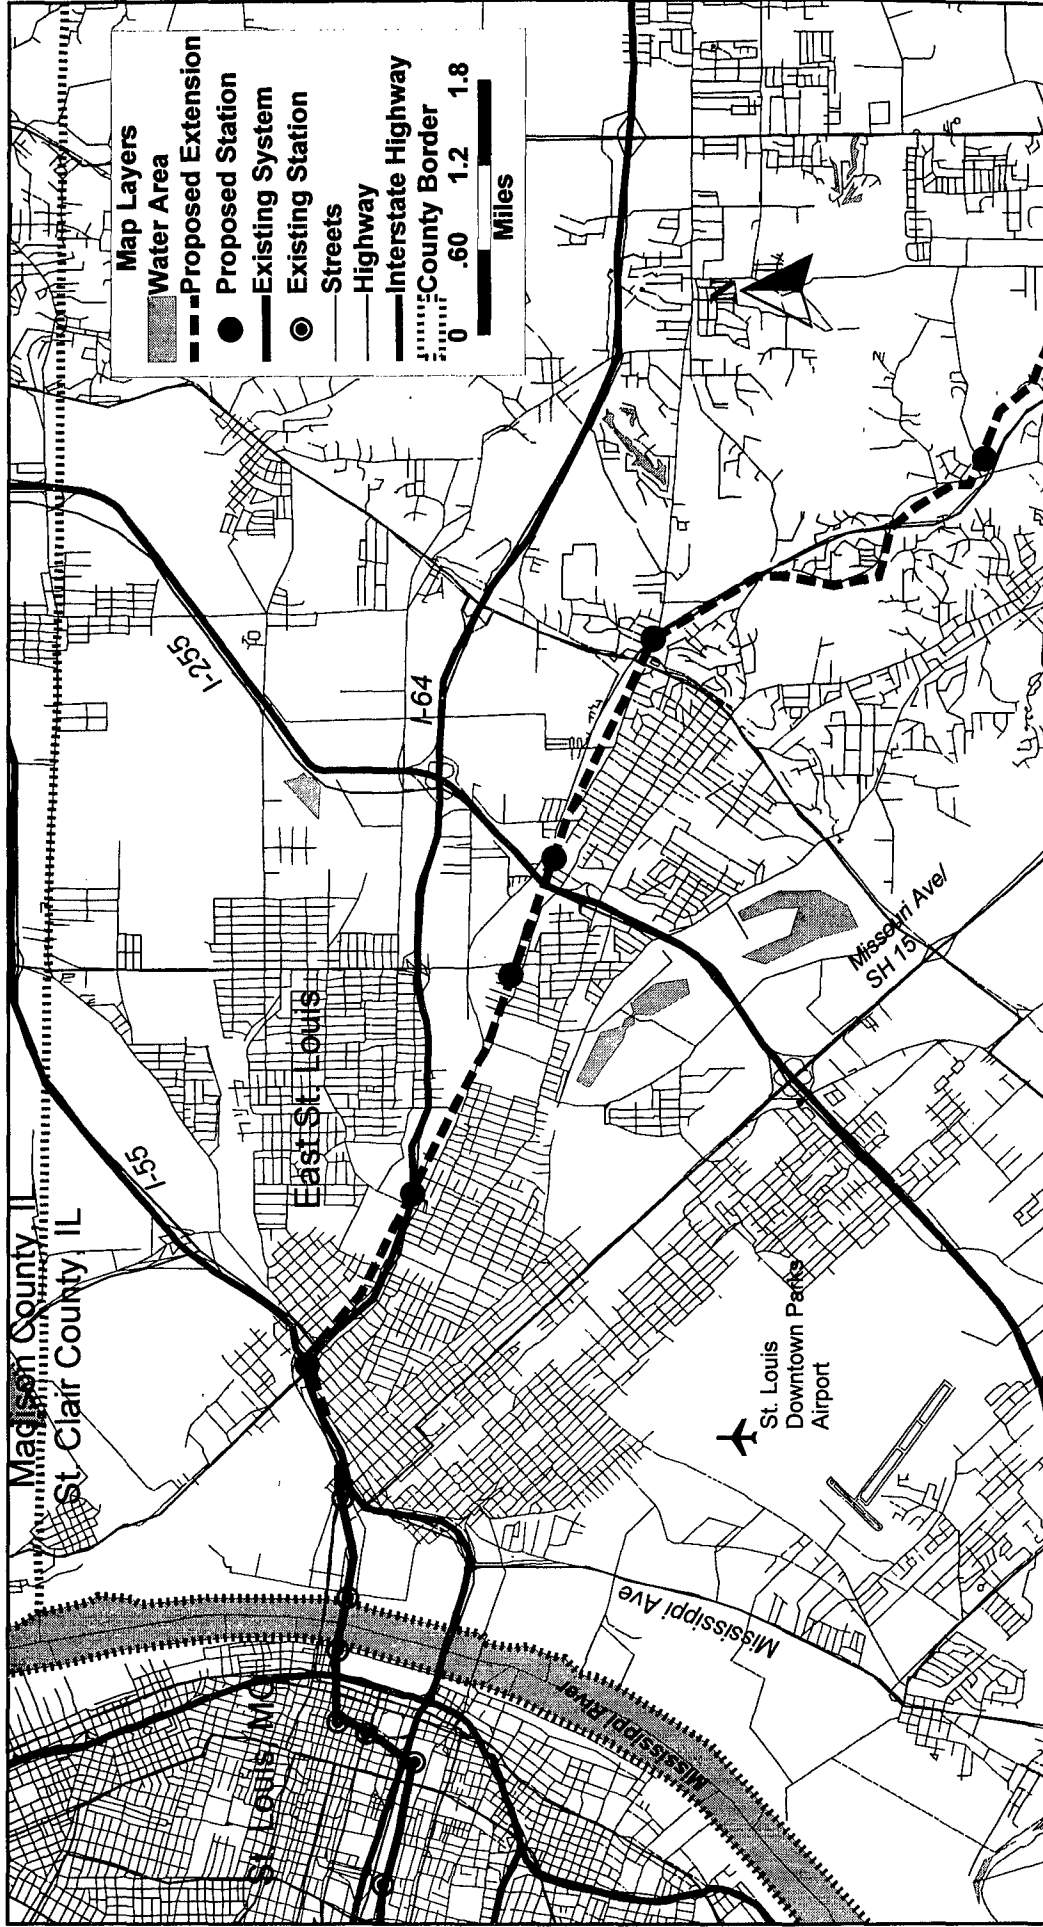 Map Layers
Water Area
Proposed Extension
Proposed Station
Existing System
Existing Station
Streets
Highway
Interstate Highway
County Border
0 .60 1.2 1.8
Miles
Madison County, IL
St. Clair County, IL
I-55
I-255
I-64
East St. Louis
St. Louis, MO
Mississippi River
Mississippi Ave
St. Louis
Downtown Parks
Airport
Missouri Ave/
SH 15